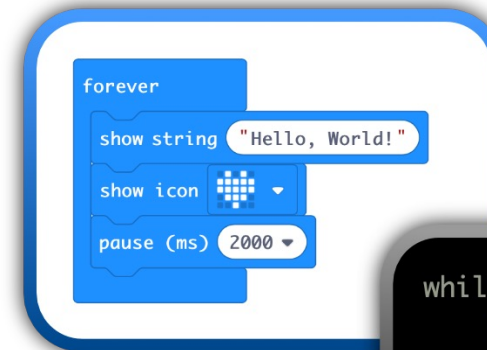 forever
show string "Hello, World!"
show icon
pause (ms) 2000
whil